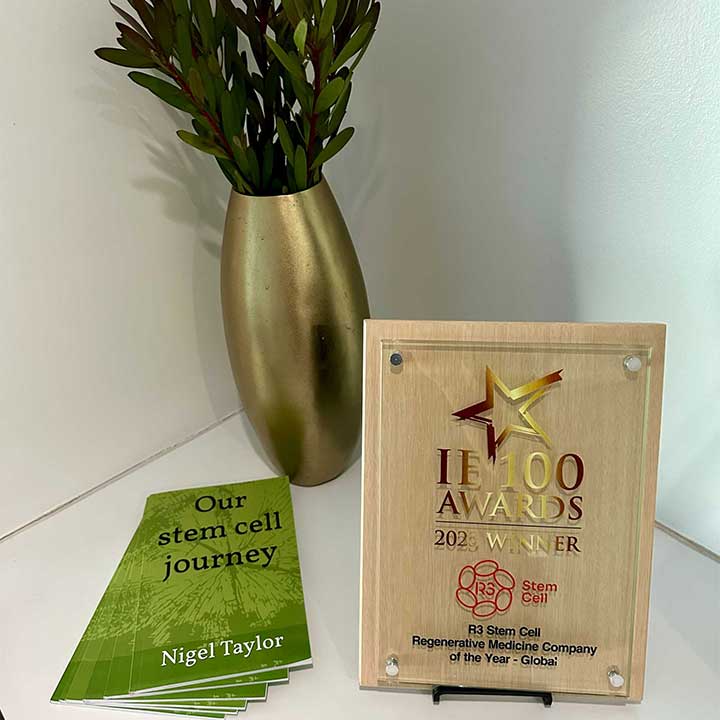 Our
stem cell
journey
Nigel Taylor
IE 100
AWARDS
WINNER
R3
Stem
Cell
R3 Stem Cell
Regenerative Medicine Company
of the Year - Global